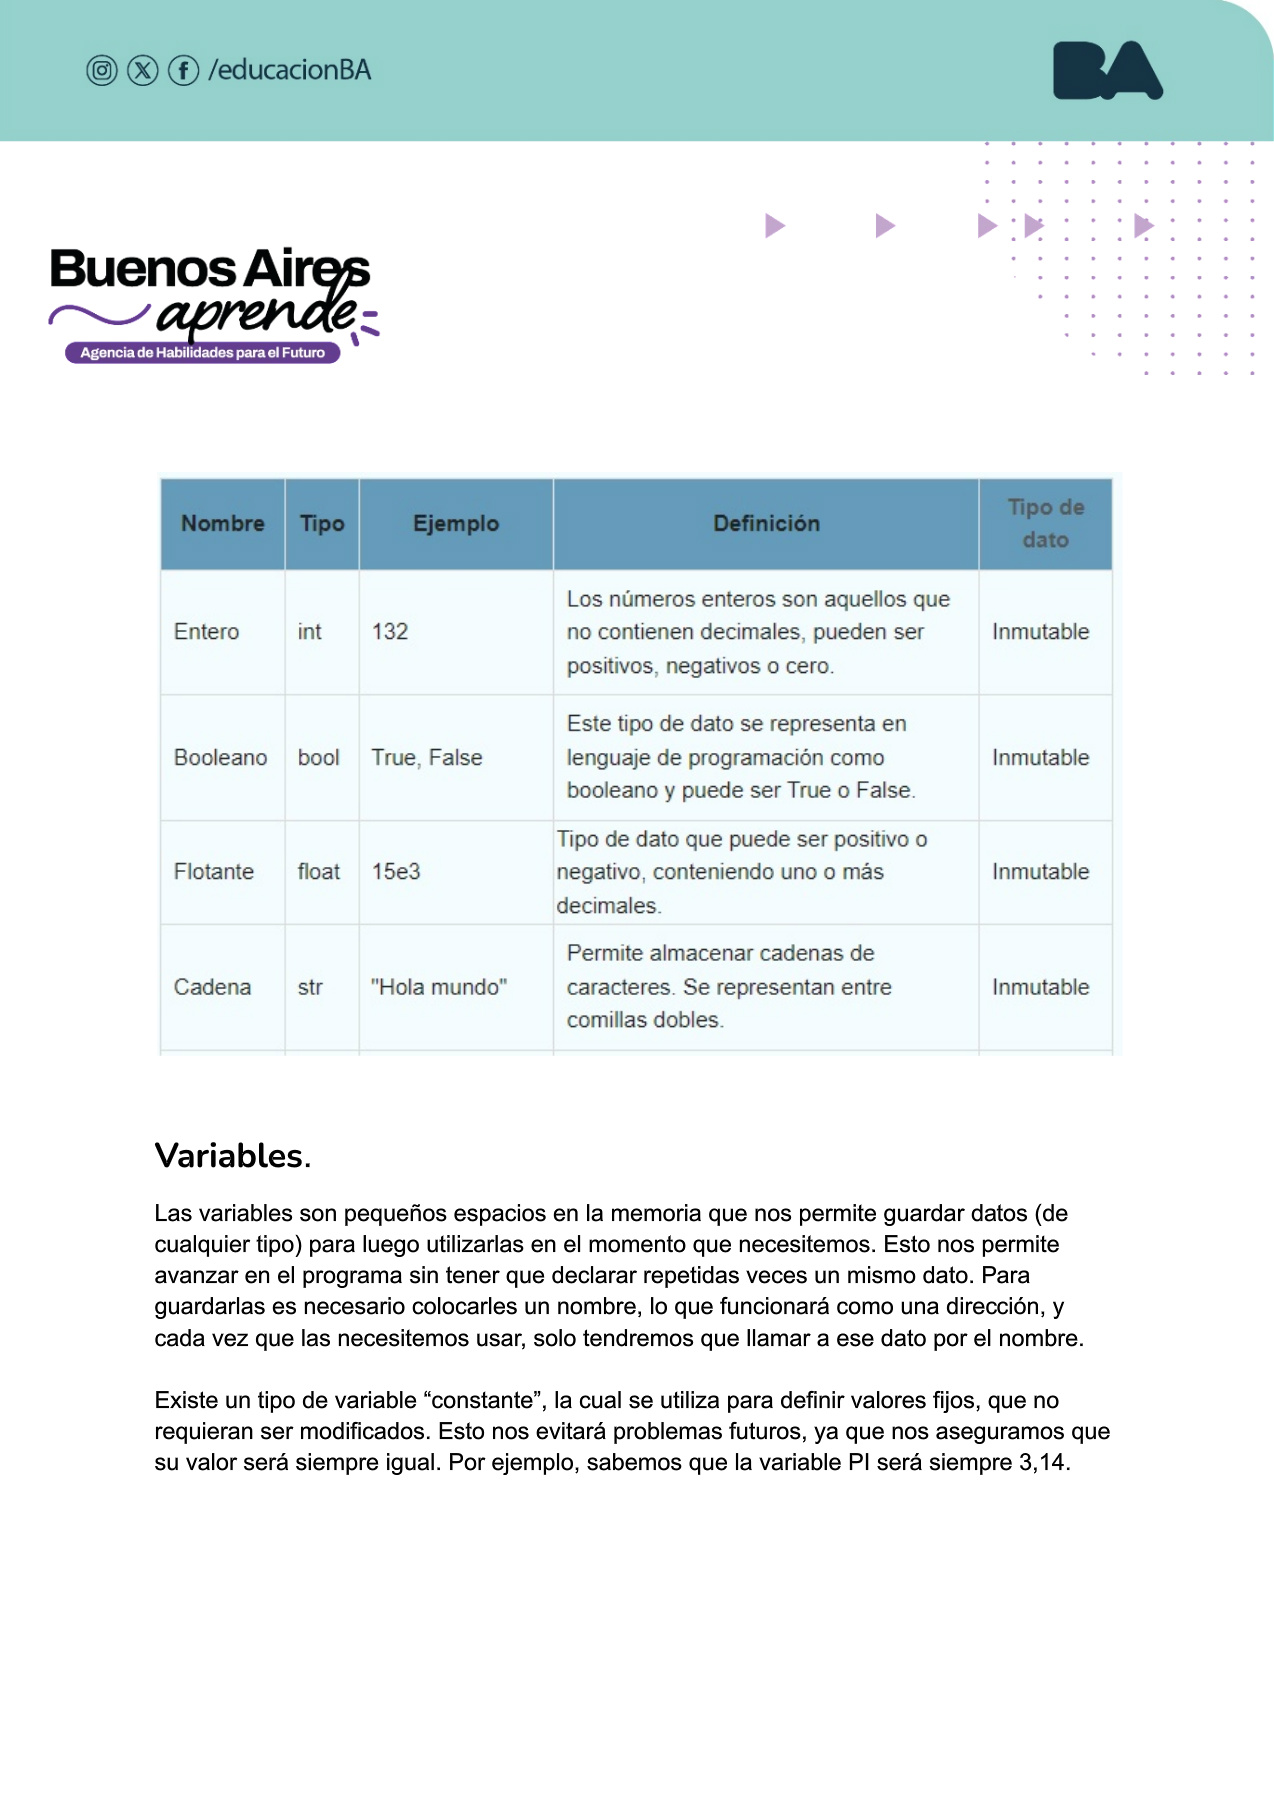 /educacionBA
BA
Buenos Aires
aprende
Agencia de Habilidades para el Futuro
Nombre Tipo Ejemplo Definición Tipo de dato
Entero int 132 Los números enteros son aquellos que
no contienen decimales, pueden ser
positivos, negativos o cero. Inmutable
Booleano bool True, False Este tipo de dato se representa en
lenguaje de programación como
booleano y puede ser True o False. Inmutable
Flotante float 15e3 Tipo de dato que puede ser positivo o
negativo, conteniendo uno o más
decimales. Inmutable
Cadena str "Hola mundo" Permite almacenar cadenas de
caracteres. Se representan entre
comillas dobles. Inmutable
Variables.
Las variables son pequeños espacios en la memoria que nos permite guardar datos (de
cualquier tipo) para luego utilizarlas en el momento que necesitemos. Esto nos permite
avanzar en el programa sin tener que declarar repetidas veces un mismo dato. Para
guardarlas es necesario colocarles un nombre, lo que funcionará como una dirección, y
cada vez que las necesitemos usar, solo tendremos que llamar a ese dato por el nombre.
Existe un tipo de variable “constante”, la cual se utiliza para definir valores fijos, que no
requieran ser modificados. Esto nos evitará problemas futuros, ya que nos aseguramos que
su valor será siempre igual. Por ejemplo, sabemos que la variable PI será siempre 3,14.